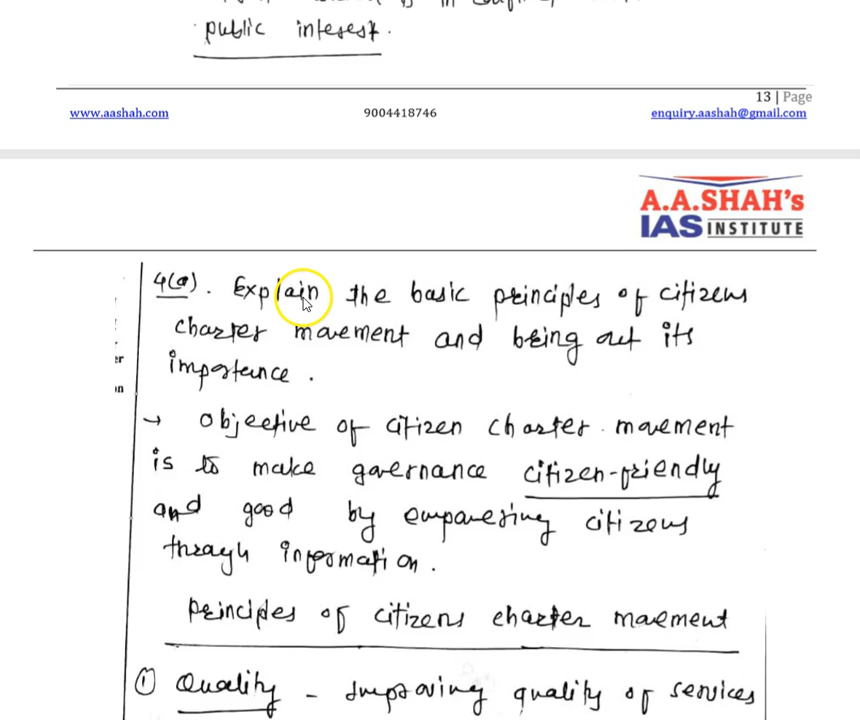 public interest.
13 | Page
www.aashah.com 9004418746 enquiry.aashah@gmail.com
A.A.SHAH's
IAS INSTITUTE
4(a). Explain the basic principles of citizens
charter movement and bring out its
importance.
er
in
→ objective of citizen charter movement
is to make governance citizen-friendly
and good by empowering citizens
through information.
principles of citizens charter movement
① Quality - Improving quality of services